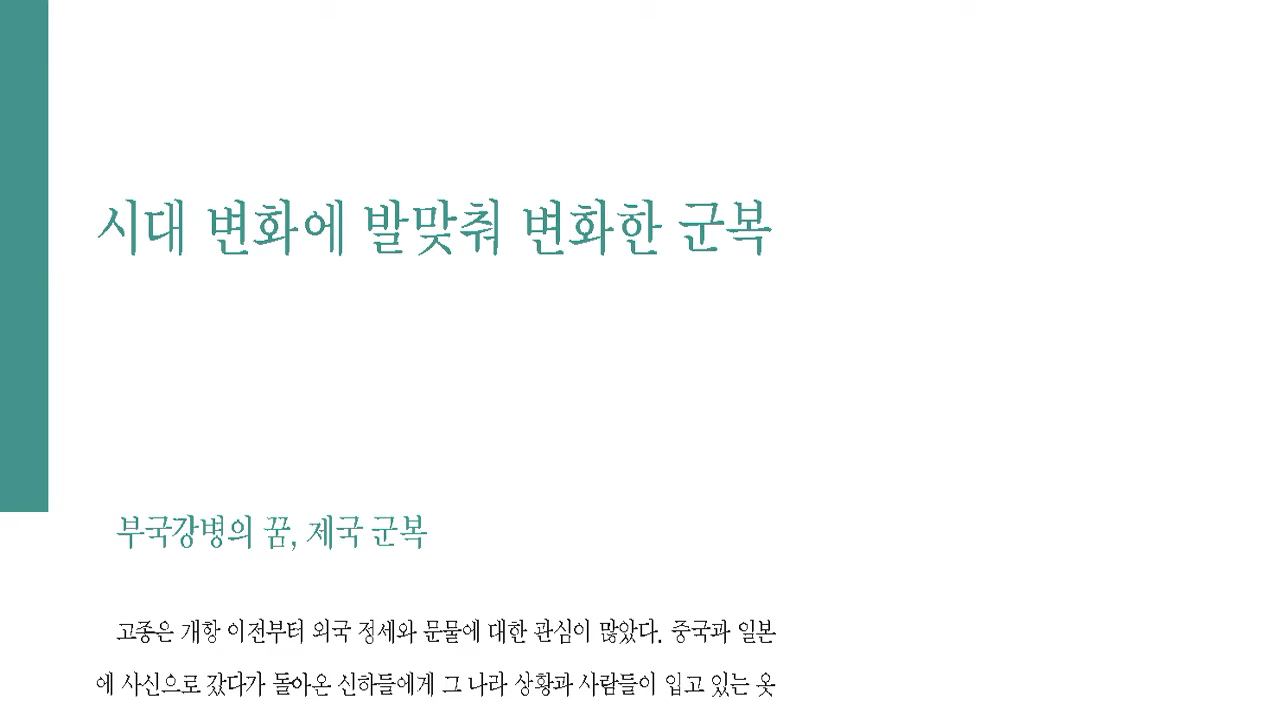 시대 변화에 발맞춰 변화한 군복
부국강병의 꿈, 제국 군복
고종은 개항 이전부터 외국 정세와 문물에 대한 관심이 많았다. 중국과 일본
에 사신으로 갔다가 돌아온 신하들에게 그 나라 상황과 사람들이 입고 있는 옷